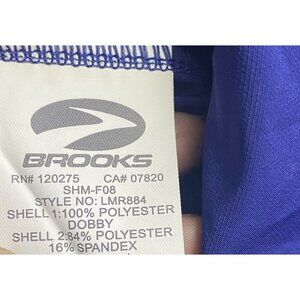 BROOKS
RN# 120275 CA# 07820
SHM-F08
STYLE NO: LMR884
SHELL 1:100% POLYESTER
DOBBY
SHELL 2:84% POLYESTER
16% SPANDEX